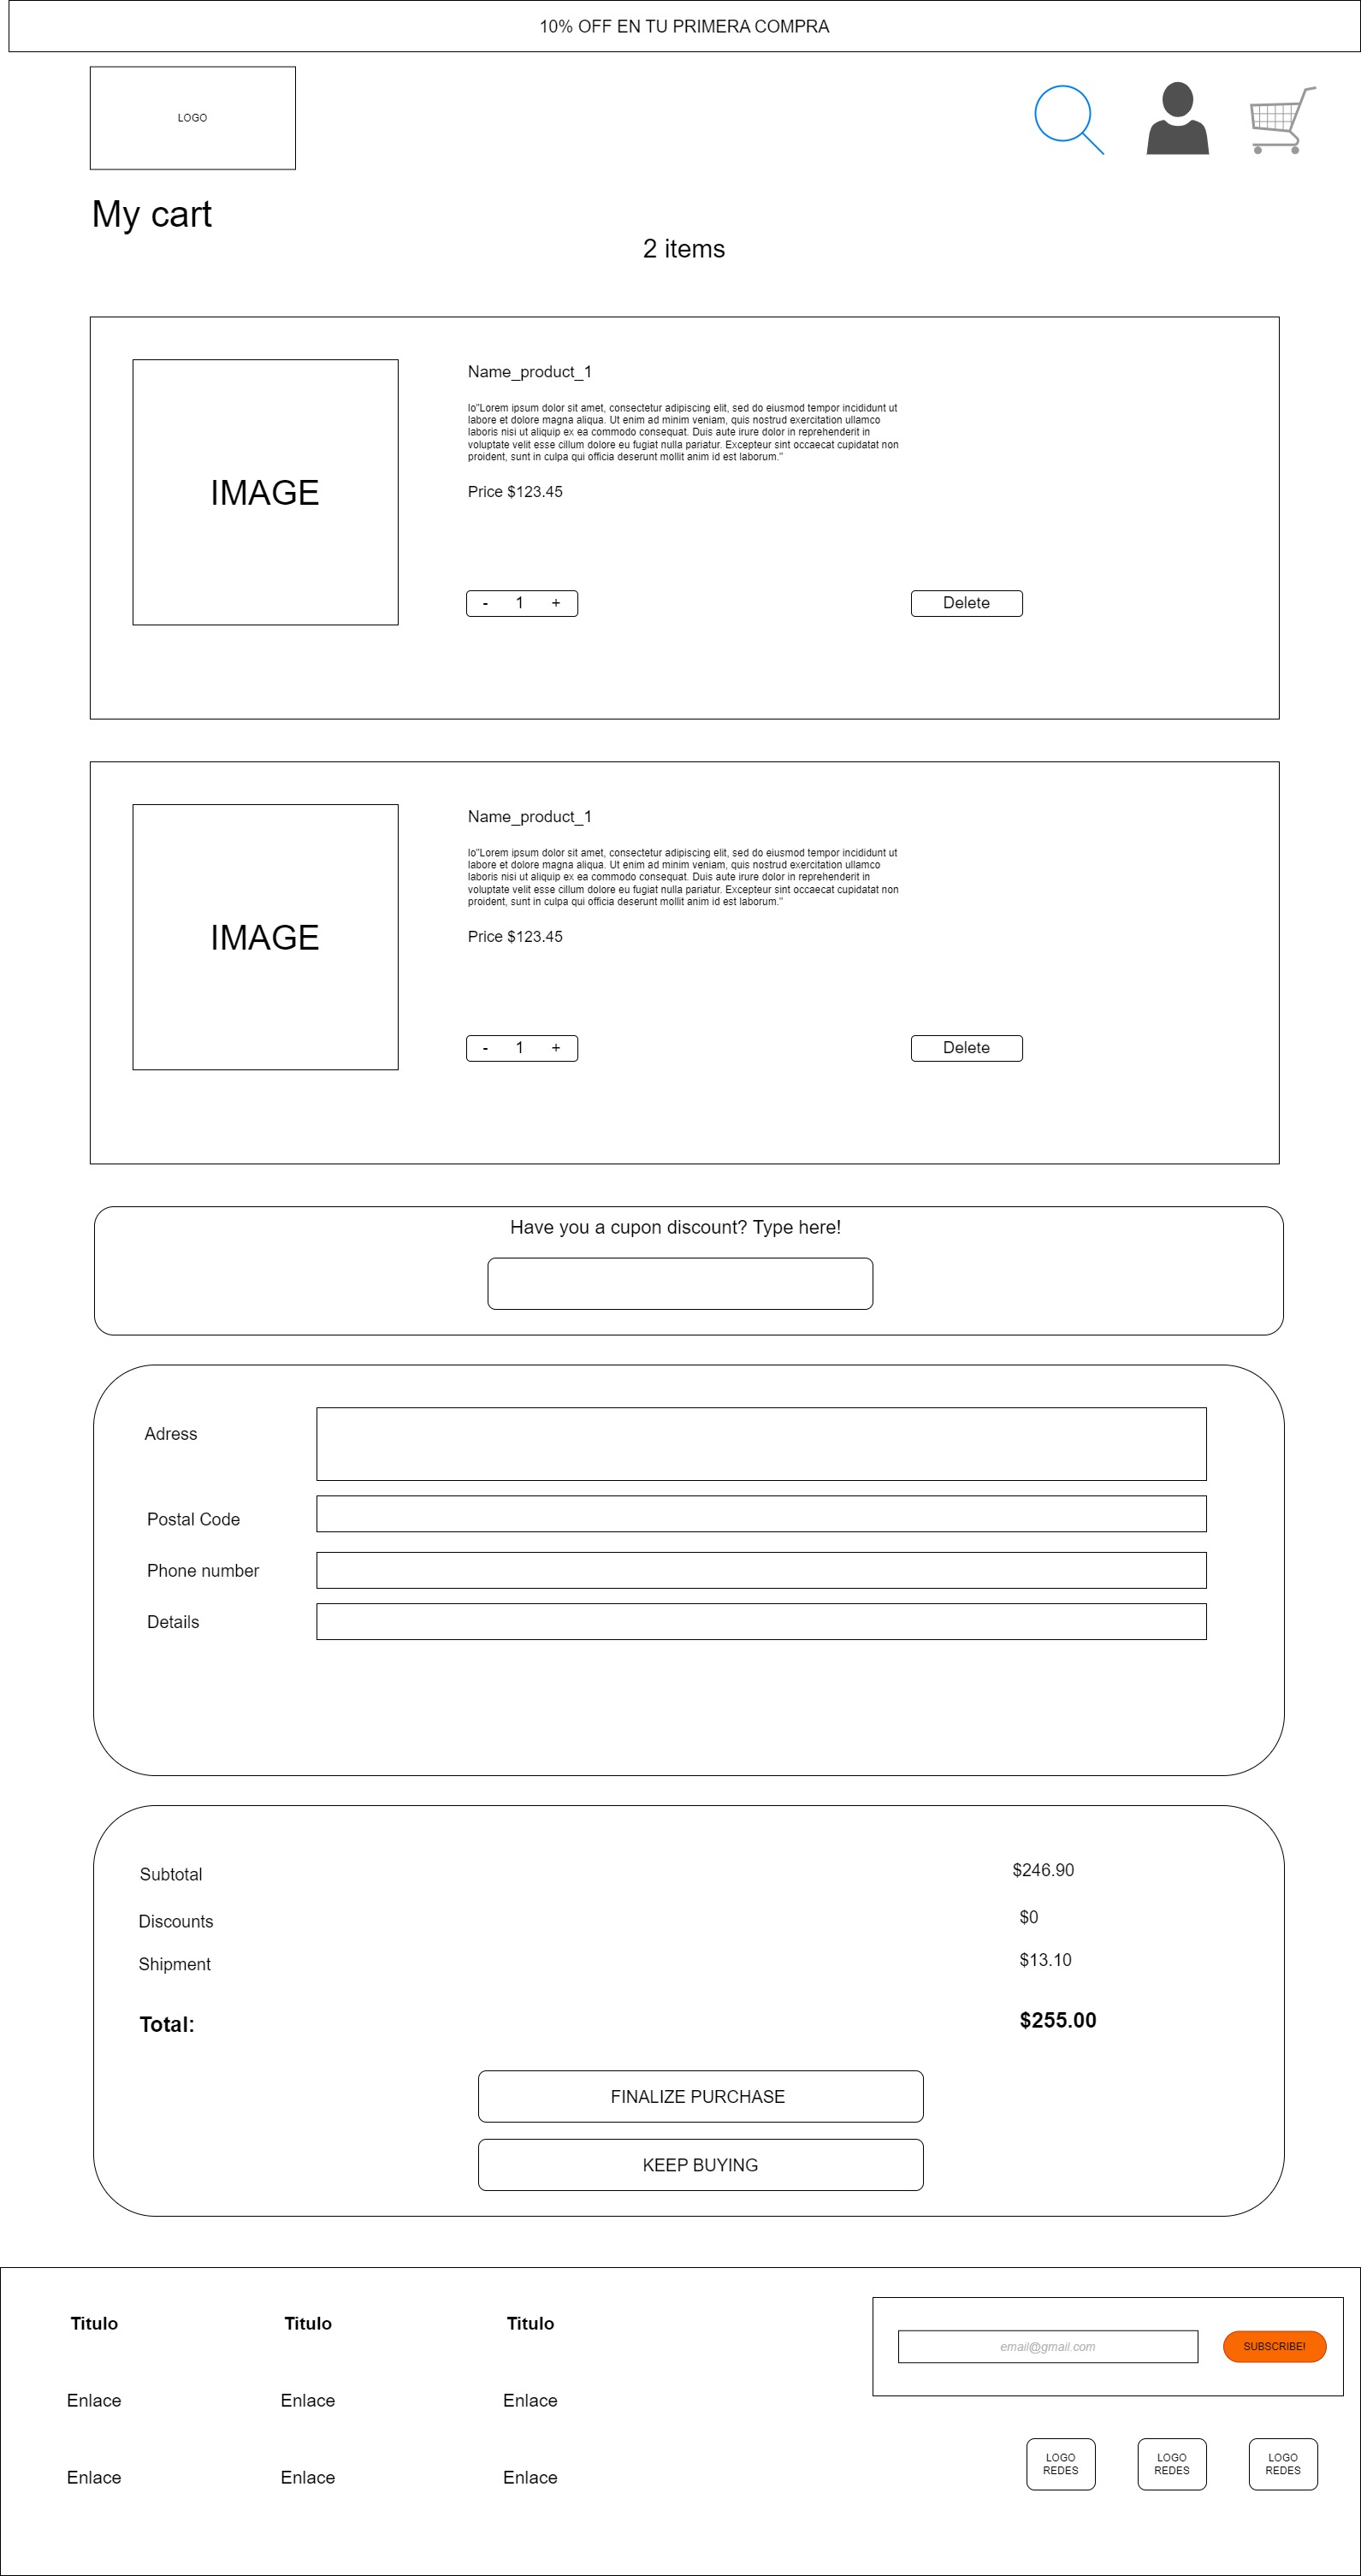 10% OFF EN TU PRIMERA COMPRA
LOGO
My cart
2 items
IMAGE
Name_product_1
lo"Lorem ipsum dolor sit amet, consectetur adipiscing elit, sed do eiusmod tempor incididunt ut
labore et dolore magna aliqua. Ut enim ad minim veniam, quis nostrud exercitation ullamco
laboris nisi ut aliquip ex ea commodo consequat. Duis aute irure dolor in reprehenderit in
voluptate velit esse cillum dolore eu fugiat nulla pariatur. Excepteur sint occaecat cupidatat non
proident, sunt in culpa qui officia deserunt mollit anim id est laborum."
Price $123.45
- 1 +
Delete
IMAGE
Name_product_1
lo"Lorem ipsum dolor sit amet, consectetur adipiscing elit, sed do eiusmod tempor incididunt ut
labore et dolore magna aliqua. Ut enim ad minim veniam, quis nostrud exercitation ullamco
laboris nisi ut aliquip ex ea commodo consequat. Duis aute irure dolor in reprehenderit in
voluptate velit esse cillum dolore eu fugiat nulla pariatur. Excepteur sint occaecat cupidatat non
proident, sunt in culpa qui officia deserunt mollit anim id est laborum."
Price $123.45
- 1 +
Delete
Have you a cupon discount? Type here!
Adress
Postal Code
Phone number
Details
Subtotal $246.90
Discounts $0
Shipment $13.10
Total: $255.00
FINALIZE PURCHASE
KEEP BUYING
Titulo
Enlace
Enlace
Titulo
Enlace
Enlace
Titulo
Enlace
Enlace
email@gmail.com
SUBSCRIBE!
LOGO
REDES
LOGO
REDES
LOGO
REDES